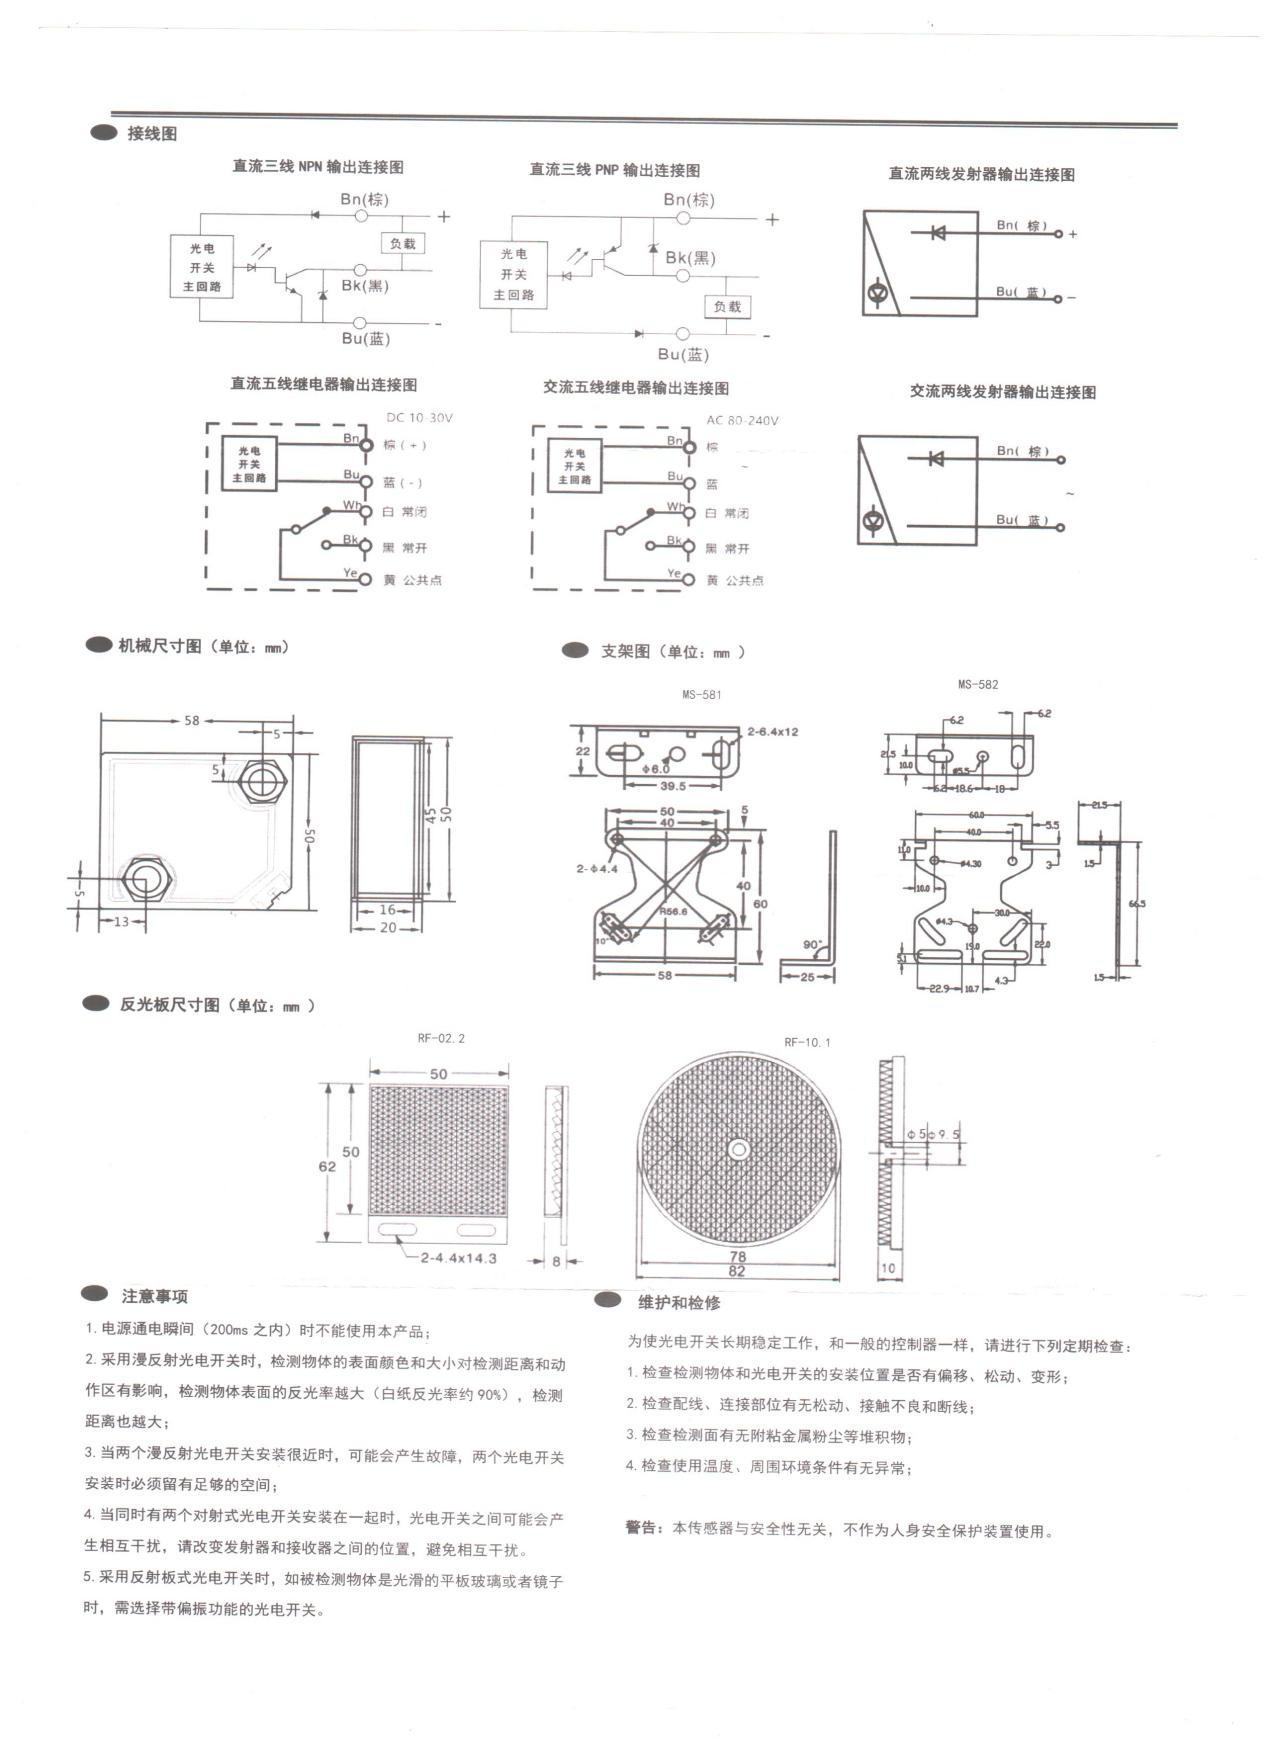 接线图
直流三线 NPN 输出连接图
Bn(棕)
+
光电
开关
主回路
负载
Bk(黑)
-
Bu(蓝)
直流三线 PNP 输出连接图
Bn(棕)
+
光电
开关
主回路
Bk(黑)
负载
-
Bu(蓝)
直流两线发射器输出连接图
Bn( 棕 )
+
Bu( 蓝 )
-
直流五线继电器输出连接图
DC 10-30V
光电
开关
主回路
Bn 棕 ( + )
Bu 蓝 ( - )
Wh 白 常闭
Bk 黑 常开
Ye 黄 公共点
交流五线继电器输出连接图
AC 80-240V
光电
开关
主回路
Bn 棕
~
Bu 蓝
Wh 白 常闭
Bk 黑 常开
Ye 黄 公共点
交流两线发射器输出连接图
Bn( 棕 )
~
Bu( 蓝 )
机械尺寸图（单位：mm）
58
5
5
50
5
13
45
50
16
20
支架图（单位：mm ）
MS-581
22
2-6.4x12
Φ6.0
39.5
50
5
40
2-Φ4.4
40
60
R56.6
10°
58
90°
25
MS-582
6.2
6.2
21.5
10.0
ø5.5
6.2
18.6
18
60.0
40.0
5.5
11.0
ø4.30
3
10.0
ø4.3
30.0
19.0
22.0
5.1
4.3
22.9
10.7
21.5
1.5
66.5
1.5
反光板尺寸图（单位：mm ）
RF-02.2
50
62
50
2-4.4x14.3
8
RF-10.1
78
82
Φ5
Φ9.5
10
注意事项
1. 电源通电瞬间（200ms 之内）时不能使用本产品；
2. 采用漫反射光电开关时，检测物体的表面颜色和大小对检测距离和动
作区有影响，检测物体表面的反光率越大（白纸反光率约 90%），检测
距离也越大；
3. 当两个漫反射光电开关安装很近时，可能会产生故障，两个光电开关
安装时必须留有足够的空间；
4. 当同时有两个对射式光电开关安装在一起时，光电开关之间可能会产
生相互干扰，请改变发射器和接收器之间的位置，避免相互干扰。
5. 采用反射板式光电开关时，如被检测物体是光滑的平板玻璃或者镜子
时，需选择带偏振功能的光电开关。
维护和检修
为使光电开关长期稳定工作，和一般的控制器一样，请进行下列定期检查：
1. 检查检测物体和光电开关的安装位置是否有偏移、松动、变形；
2. 检查配线、连接部位有无松动、接触不良和断线；
3. 检查检测面有无附粘金属粉尘等堆积物；
4. 检查使用温度、周围环境条件有无异常；
警告：本传感器与安全性无关，不作为人身安全保护装置使用。